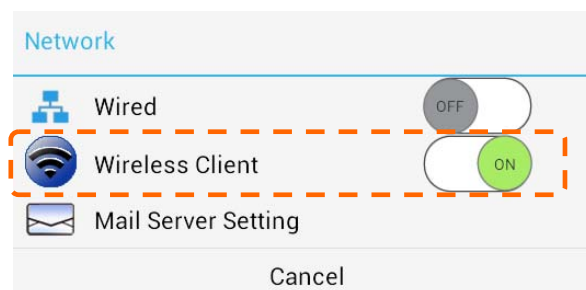 Network
Wired OFF
Wireless Client ON
Mail Server Setting
Cancel